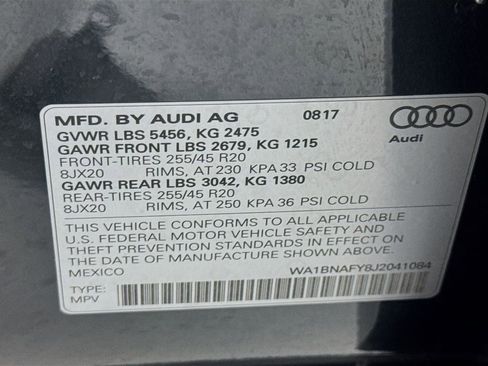 MFD. BY AUDI AG 0817
GVWR LBS 5456, KG 2475
GAWR FRONT LBS 2679, KG 1215
FRONT-TIRES 255/45 R20
8JX20 RIMS, AT 230 KPA 33 PSI COLD
GAWR REAR LBS 3042, KG 1380
REAR-TIRES 255/45 R20
8JX20 RIMS, AT 250 KPA 36 PSI COLD
Audi
THIS VEHICLE CONFORMS TO ALL APPLICABLE
U.S. FEDERAL MOTOR VEHICLE SAFETY AND
THEFT PREVENTION STANDARDS IN EFFECT ON
THE DATE OF MANUFACTURE SHOWN ABOVE.
MEXICO WA1BNAFY8J2041084
TYPE:
MPV